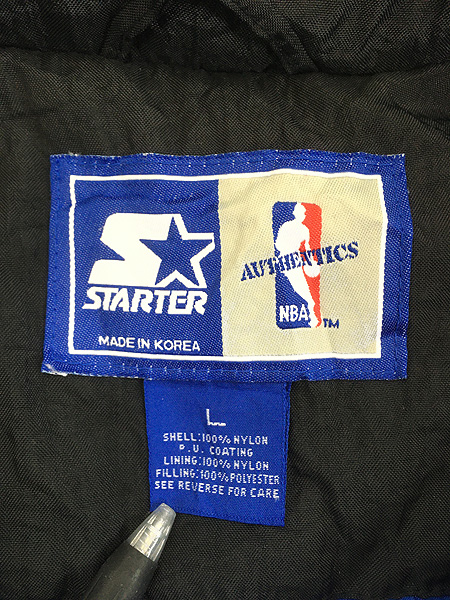 STARTER
MADE IN KOREA
AUTHENTICS
NBA
TM
L
SHELL:100% NYLON
P.U. COATING
LINING:100% NYLON
FILLING:100% POLYESTER
SEE REVERSE FOR CARE